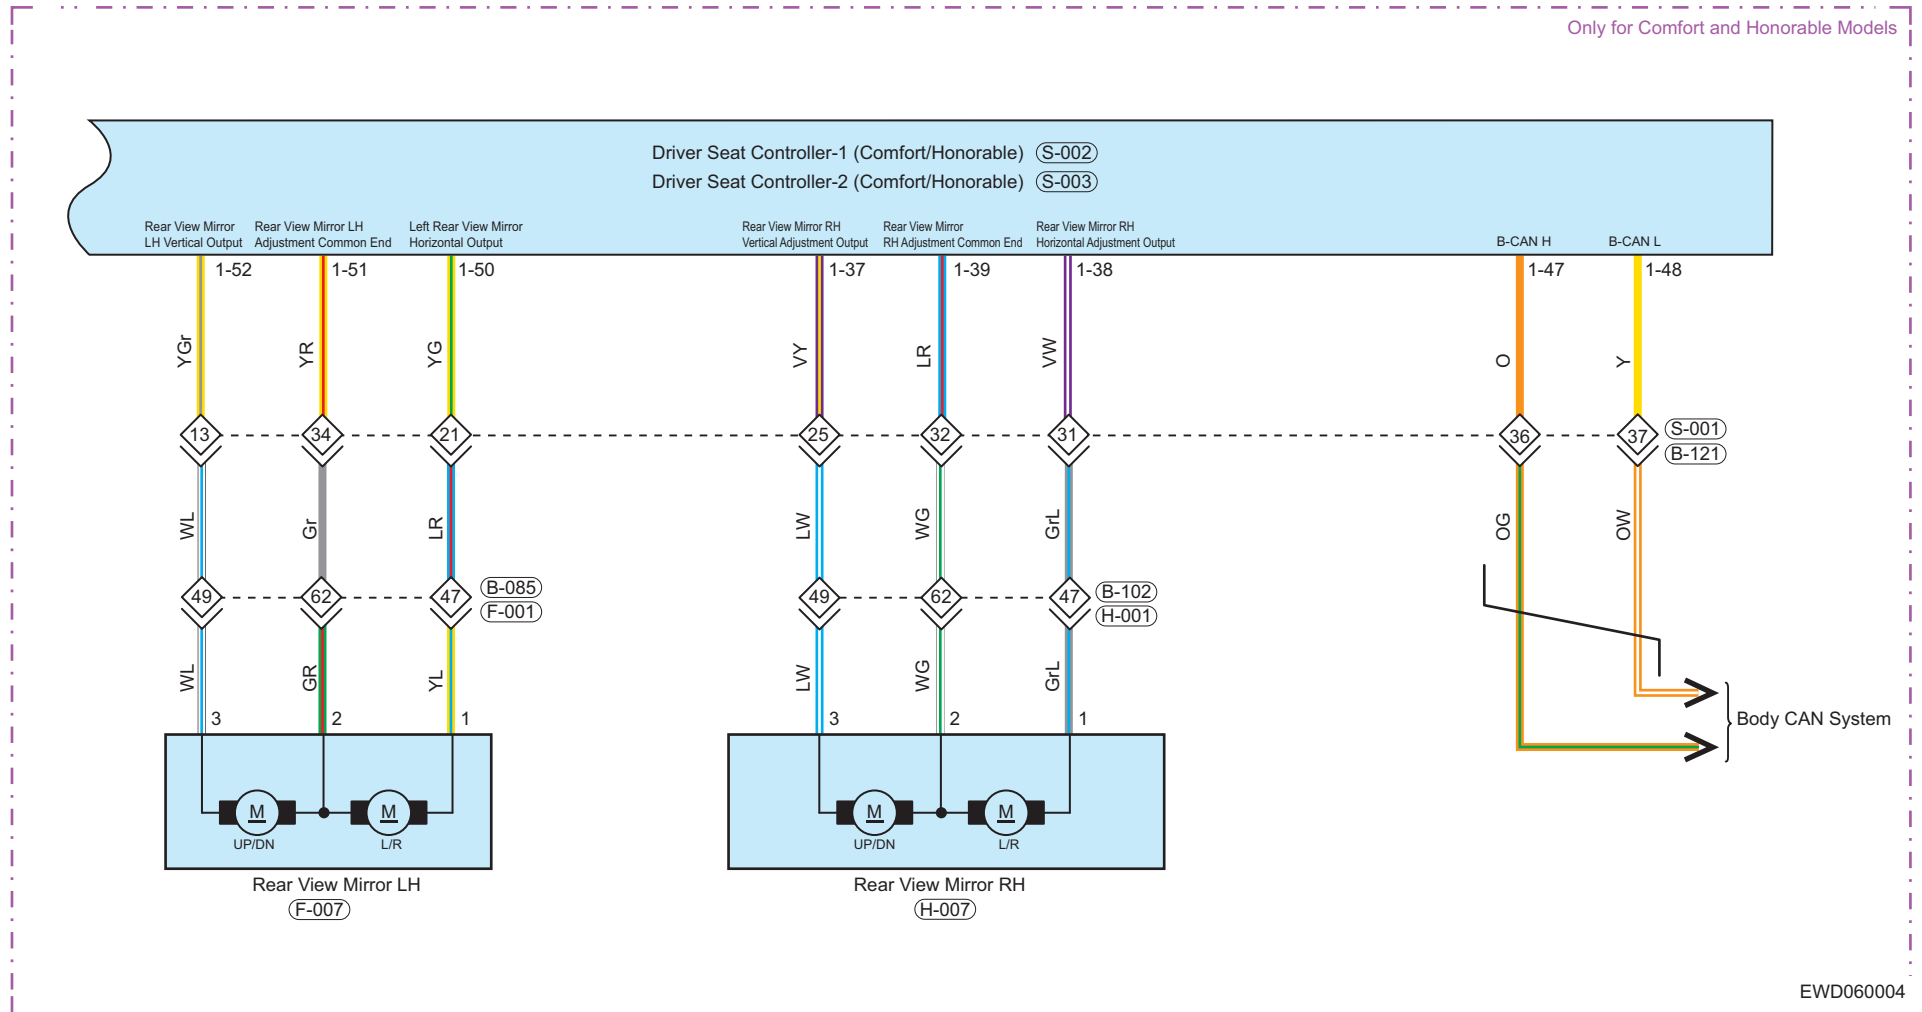 Only for Comfort and Honorable Models
Driver Seat Controller-1 (Comfort/Honorable) S-002
Driver Seat Controller-2 (Comfort/Honorable) S-003
Rear View Mirror
LH Vertical Output
Rear View Mirror LH
Adjustment Common End
Left Rear View Mirror
Horizontal Output
Rear View Mirror RH
Vertical Adjustment Output
Rear View Mirror
RH Adjustment Common End
Rear View Mirror RH
Horizontal Adjustment Output
B-CAN H
B-CAN L
1-52 1-51 1-50 1-37 1-39 1-38 1-47 1-48
YGr YR YG VY LR VW O Y
13 34 21 25 32 31 36 37
S-001
B-121
WL Gr LR LW WG GrL OG OW
49 62 47 49 62 47
B-085
F-001
B-102
H-001
WL GR YL LW WG GrL
3 2 1 3 2 1
Body CAN System
M M M M
UP/DN L/R UP/DN L/R
Rear View Mirror LH
F-007
Rear View Mirror RH
H-007
EWD060004